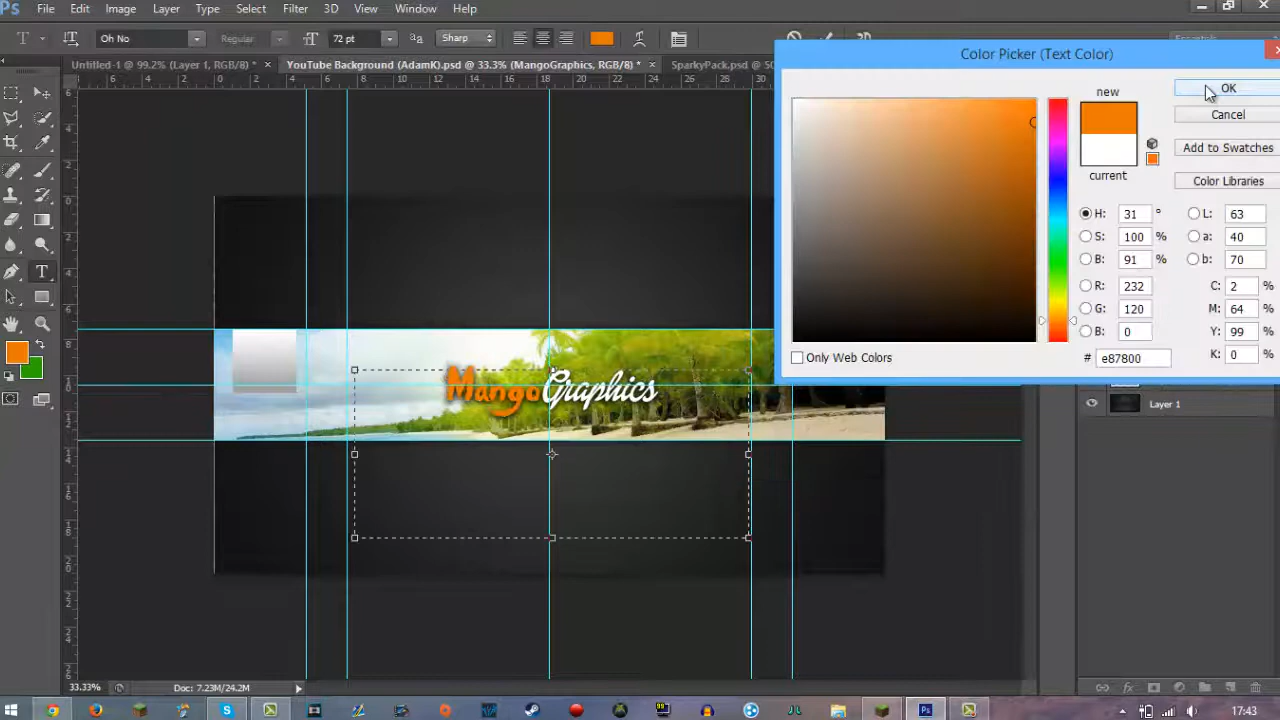 Ps File Edit Image Layer Type Select Filter 3D View Window Help
T Oh No Regular 72 pt Sharp
Untitled-1 @ 99.2% (Layer 1, RGB/8) * × YouTube Background (AdamK).psd @ 33.3% (MangoGraphics, RGB/8) * × SparkyPack.psd
Color Picker (Text Color)
new
OK
Cancel
Add to Swatches
current
Color Libraries
H: 31 ° L: 63
S: 100 % a: 40
B: 91 % b: 70
R: 232 C: 2 %
G: 120 M: 64 %
B: 0 Y: 99 %
Only Web Colors # e87800 K: 0 %
MangoGraphics
Layer 1
33.33% Doc: 7.23M/24.2M
17:43